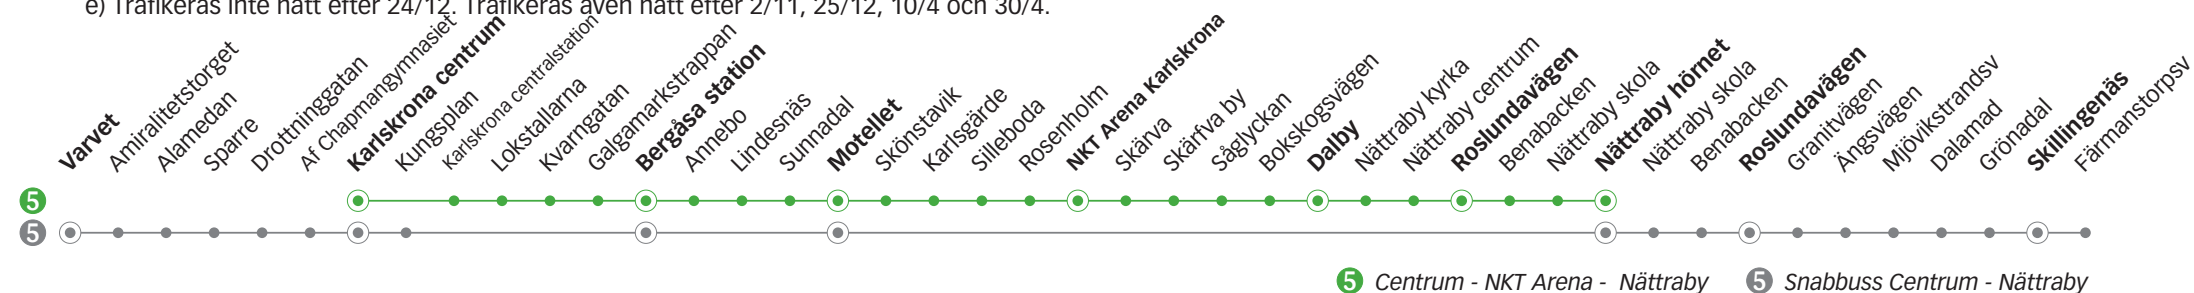 e) Trafikeras inte natt efter 24/12. Trafikeras även natt efter 2/11, 25/12, 10/4 och 30/4.
Varvet
Amiralitetstorget
Alamedan
Sparre
Drottninggatan
Af Chapmangymnasiet
Karlskrona centrum
Kungsplan
Karlskrona centralstation
Lokstallarna
Kvarngatan
Galgamarkstrappan
Bergåsa station
Annebo
Lindesnäs
Sunnadal
Motellet
Skönstavik
Karlsgärde
Silleboda
Rosenholm
NKT Arena Karlskrona
Skärva
Skärfva by
Såglyckan
Bokskogsvägen
Dalby
Nättraby kyrka
Nättraby centrum
Roslundavägen
Benabacken
Nättraby skola
Nättraby hörnet
Nättraby skola
Benabacken
Roslundavägen
Granitvägen
Ängsvägen
Mjövikstrandsv
Dalamad
Grönadal
Skillingenäs
Färmanstorpsv
5
5
5 Centrum - NKT Arena - Nättraby 5 Snabbuss Centrum - Nättraby